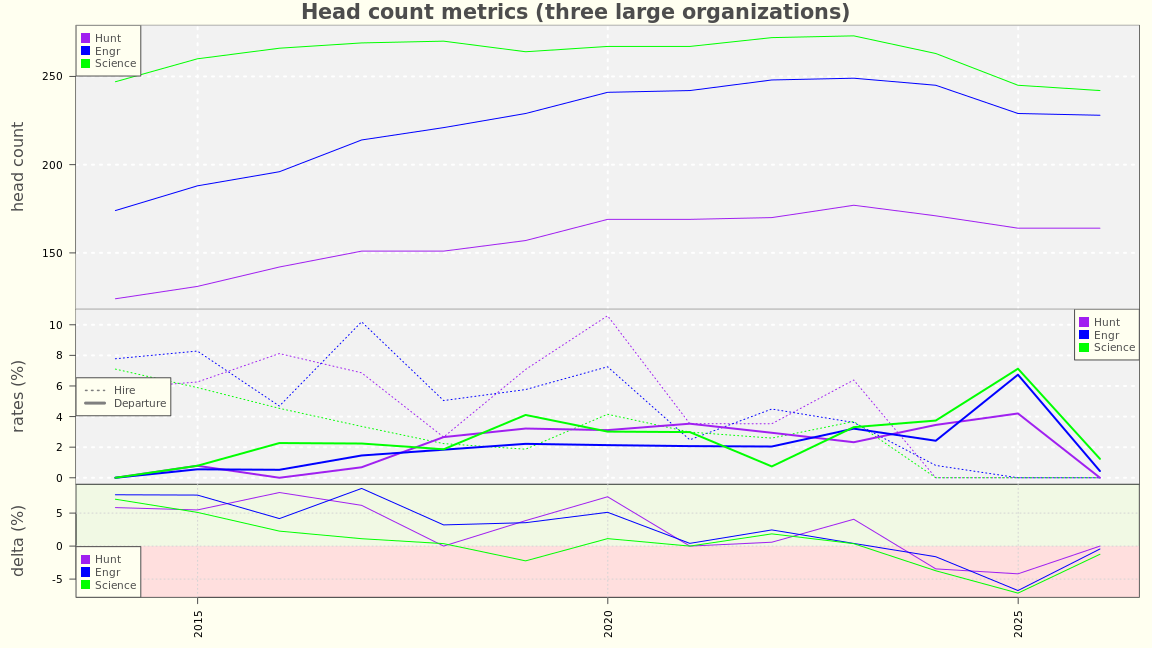 Head count metrics (three large organizations)
Hunt
Engr
Science
250
200
150
head count
Hunt
Engr
Science
10
8
6
4
2
0
Hire
Departure
rates (%)
5
0
-5
Hunt
Engr
Science
delta (%)
2015
2020
2025